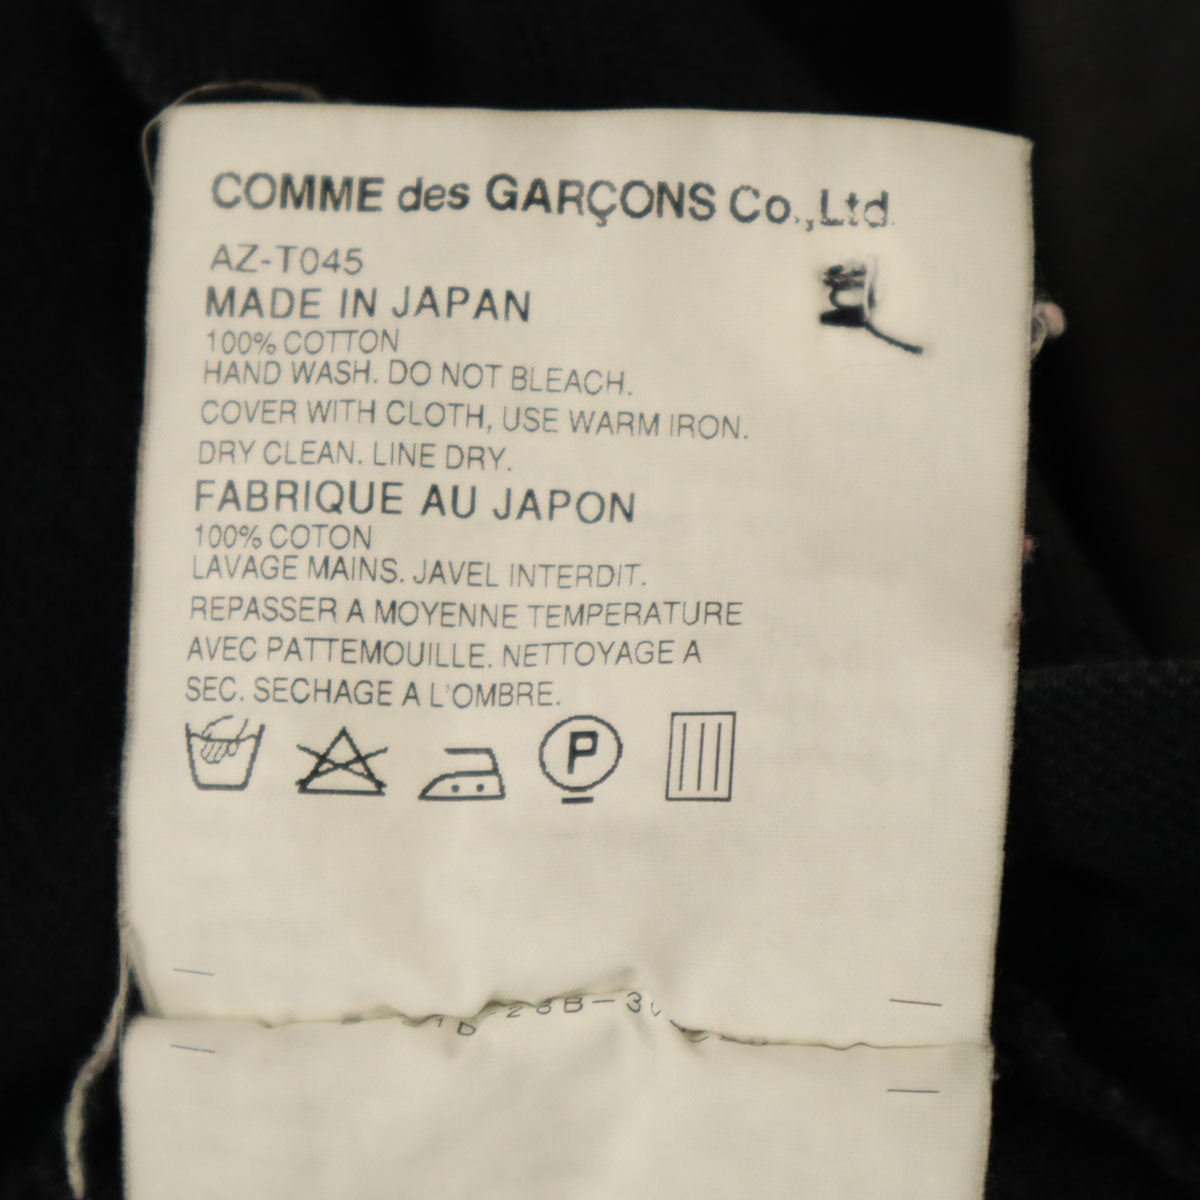 COMME des GARÇONS Co.,Ltd.
AZ-T045
MADE IN JAPAN
100% COTTON
HAND WASH. DO NOT BLEACH.
COVER WITH CLOTH, USE WARM IRON.
DRY CLEAN. LINE DRY.
FABRIQUE AU JAPON
100% COTON
LAVAGE MAINS. JAVEL INTERDIT.
REPASSER A MOYENNE TEMPERATURE
AVEC PATTEMOUILLE. NETTOYAGE A
SEC. SECHAGE A L'OMBRE.
P